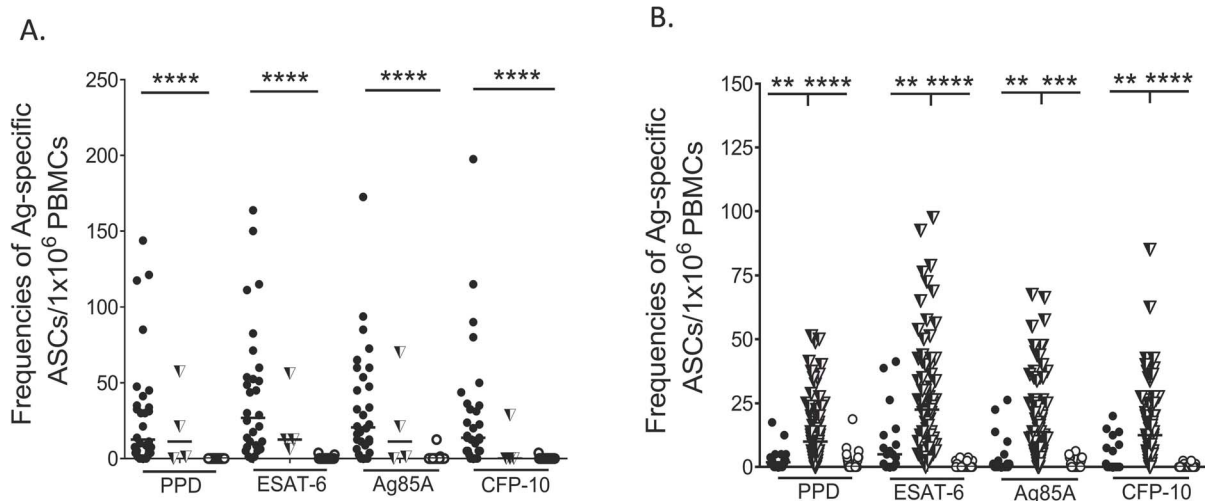 A.
Frequencies of Ag-specific
ASCs/1x10⁶ PBMCs
250
200
150
100
50
0
**** **** **** ****
PPD ESAT-6 Ag85A CFP-10
B.
Frequencies of Ag-specific
ASCs/1x10⁶ PBMCs
150
125
100
75
50
25
0
** **** ** **** ** *** ** ****
PPD ESAT-6 Ag85A CFP-10